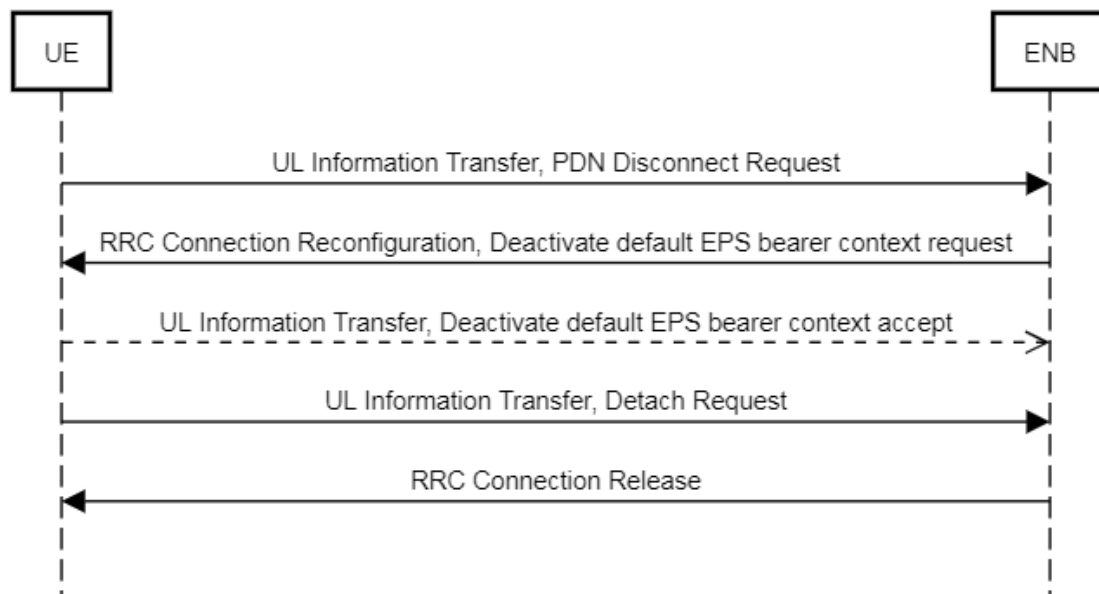 UE
ENB
UL Information Transfer, PDN Disconnect Request
RRC Connection Reconfiguration, Deactivate default EPS bearer context request
UL Information Transfer, Deactivate default EPS bearer context accept
UL Information Transfer, Detach Request
RRC Connection Release